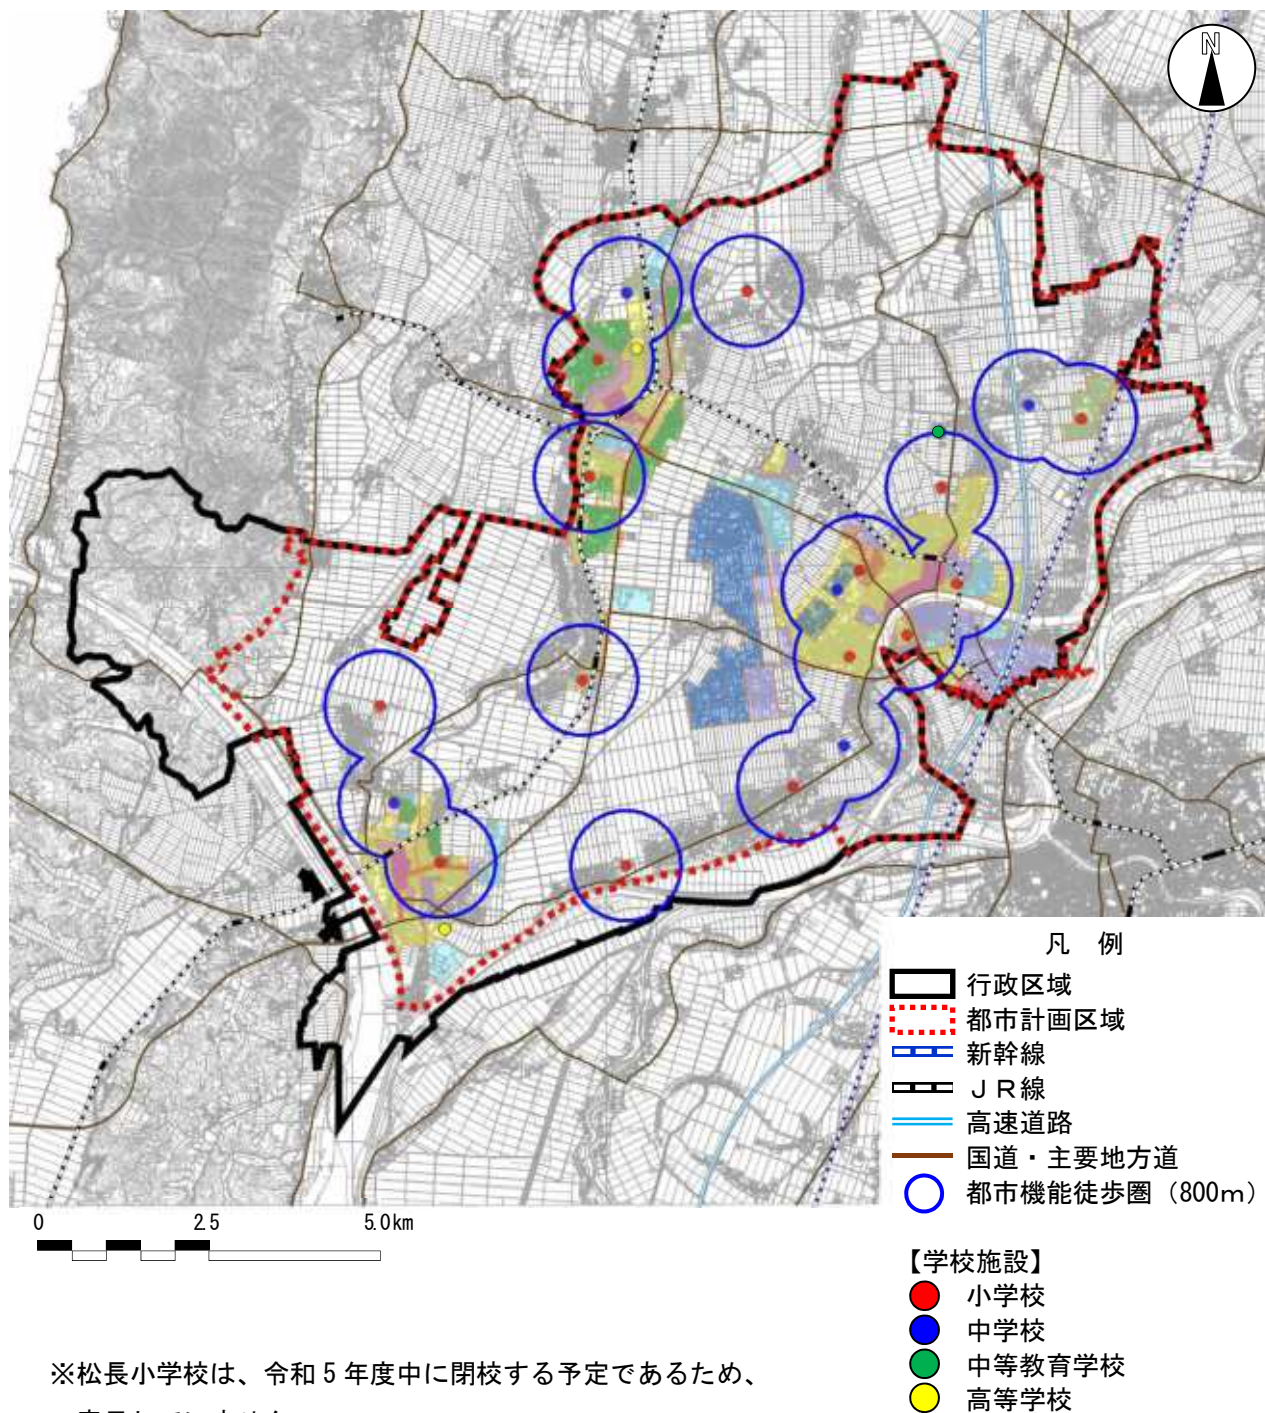 N
凡 例
行政区域
都市計画区域
新幹線
ＪＲ線
高速道路
国道・主要地方道
都市機能徒歩圏（800ｍ）
0 2.5 5.0km
【学校施設】
小学校
中学校
中等教育学校
高等学校
※松長小学校は、令和５年度中に閉校する予定であるため、